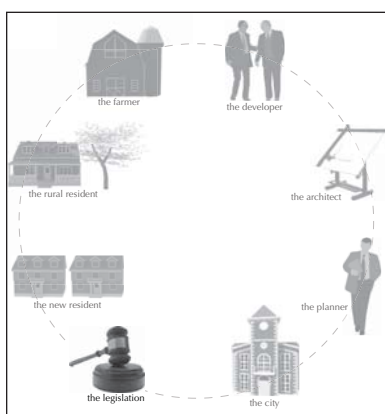 the farmer
the developer
the rural resident
the architect
the new resident
the planner
the legislation
the city